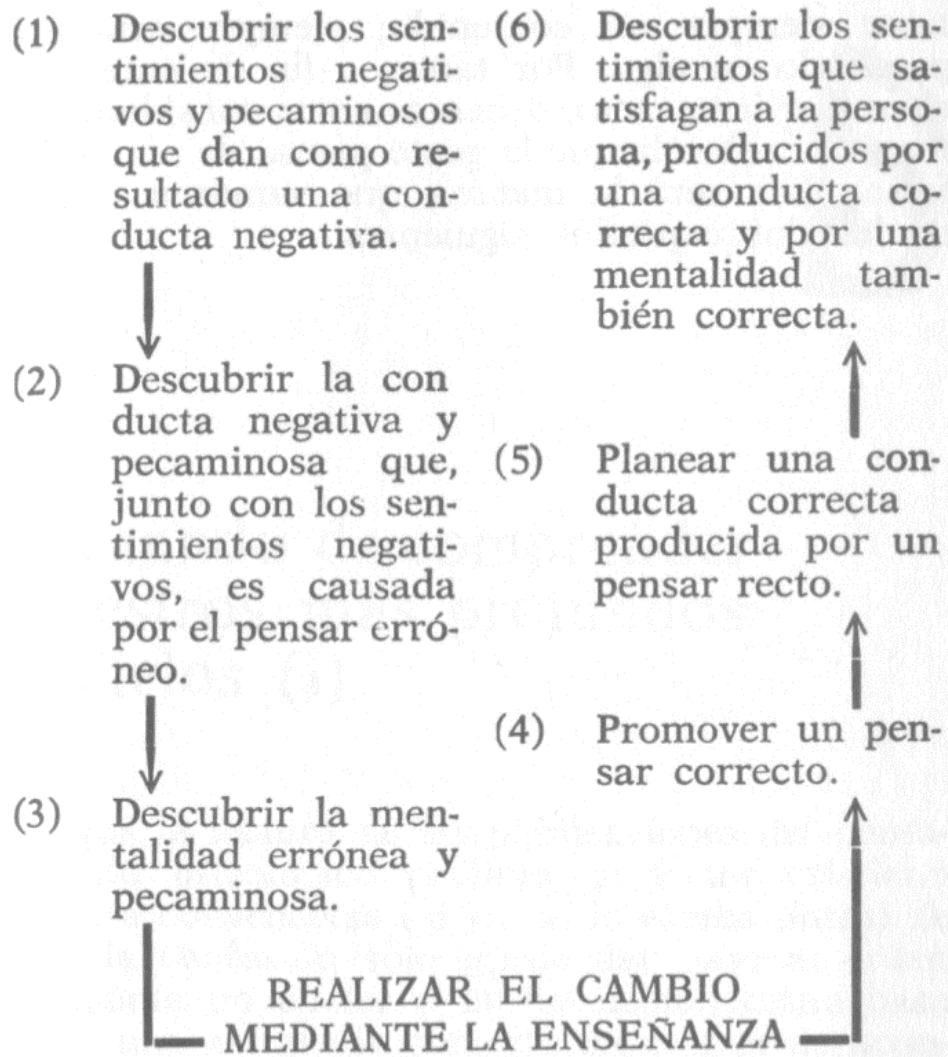 (1) Descubrir los sen-
timientos negati-
vos y pecaminosos
que dan como re-
sultado una con-
ducta negativa.
(2) Descubrir la con
ducta negativa y
pecaminosa que,
junto con los sen-
timientos negati-
vos, es causada
por el pensar erró-
neo.
(3) Descubrir la men-
talidad errónea y
pecaminosa.
REALIZAR EL CAMBIO
MEDIANTE LA ENSEÑANZA
(4) Promover un pen-
sar correcto.
(5) Planear una con-
ducta correcta
producida por un
pensar recto.
(6) Descubrir los sen-
timientos que sa-
tisfagan a la perso-
na, producidos por
una conducta co-
rrecta y por una
mentalidad tam-
bién correcta.